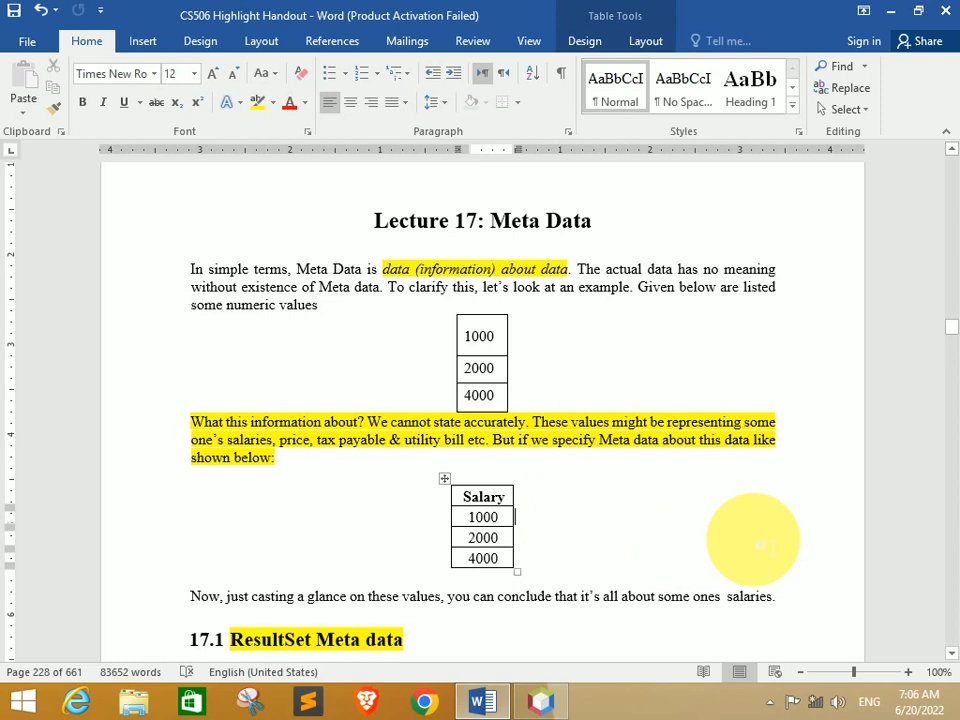 CS506 Highlight Handout - Word (Product Activation Failed)
Table Tools
File Home Insert Design Layout References Mailings Review View Design Layout Tell me... Sign in Share
Paste
Times New Ro 12
Aa
AaBbCcI AaBbCcI AaBb
¶ Normal ¶ No Spac... Heading 1
Find
Replace
Select
B I U abc x₂ x² A A
Clipboard Font Paragraph Styles Editing
Lecture 17: Meta Data
In simple terms, Meta Data is data (information) about data. The actual data has no meaning
without existence of Meta data. To clarify this, let's look at an example. Given below are listed
some numeric values
1000
2000
4000
What this information about? We cannot state accurately. These values might be representing some
one's salaries, price, tax payable & utility bill etc. But if we specify Meta data about this data like
shown below:
Salary
1000
2000
4000
Now, just casting a glance on these values, you can conclude that it's all about some ones salaries.
17.1 ResultSet Meta data
Page 228 of 661 83652 words English (United States) 100%
ENG
7:06 AM
6/20/2022